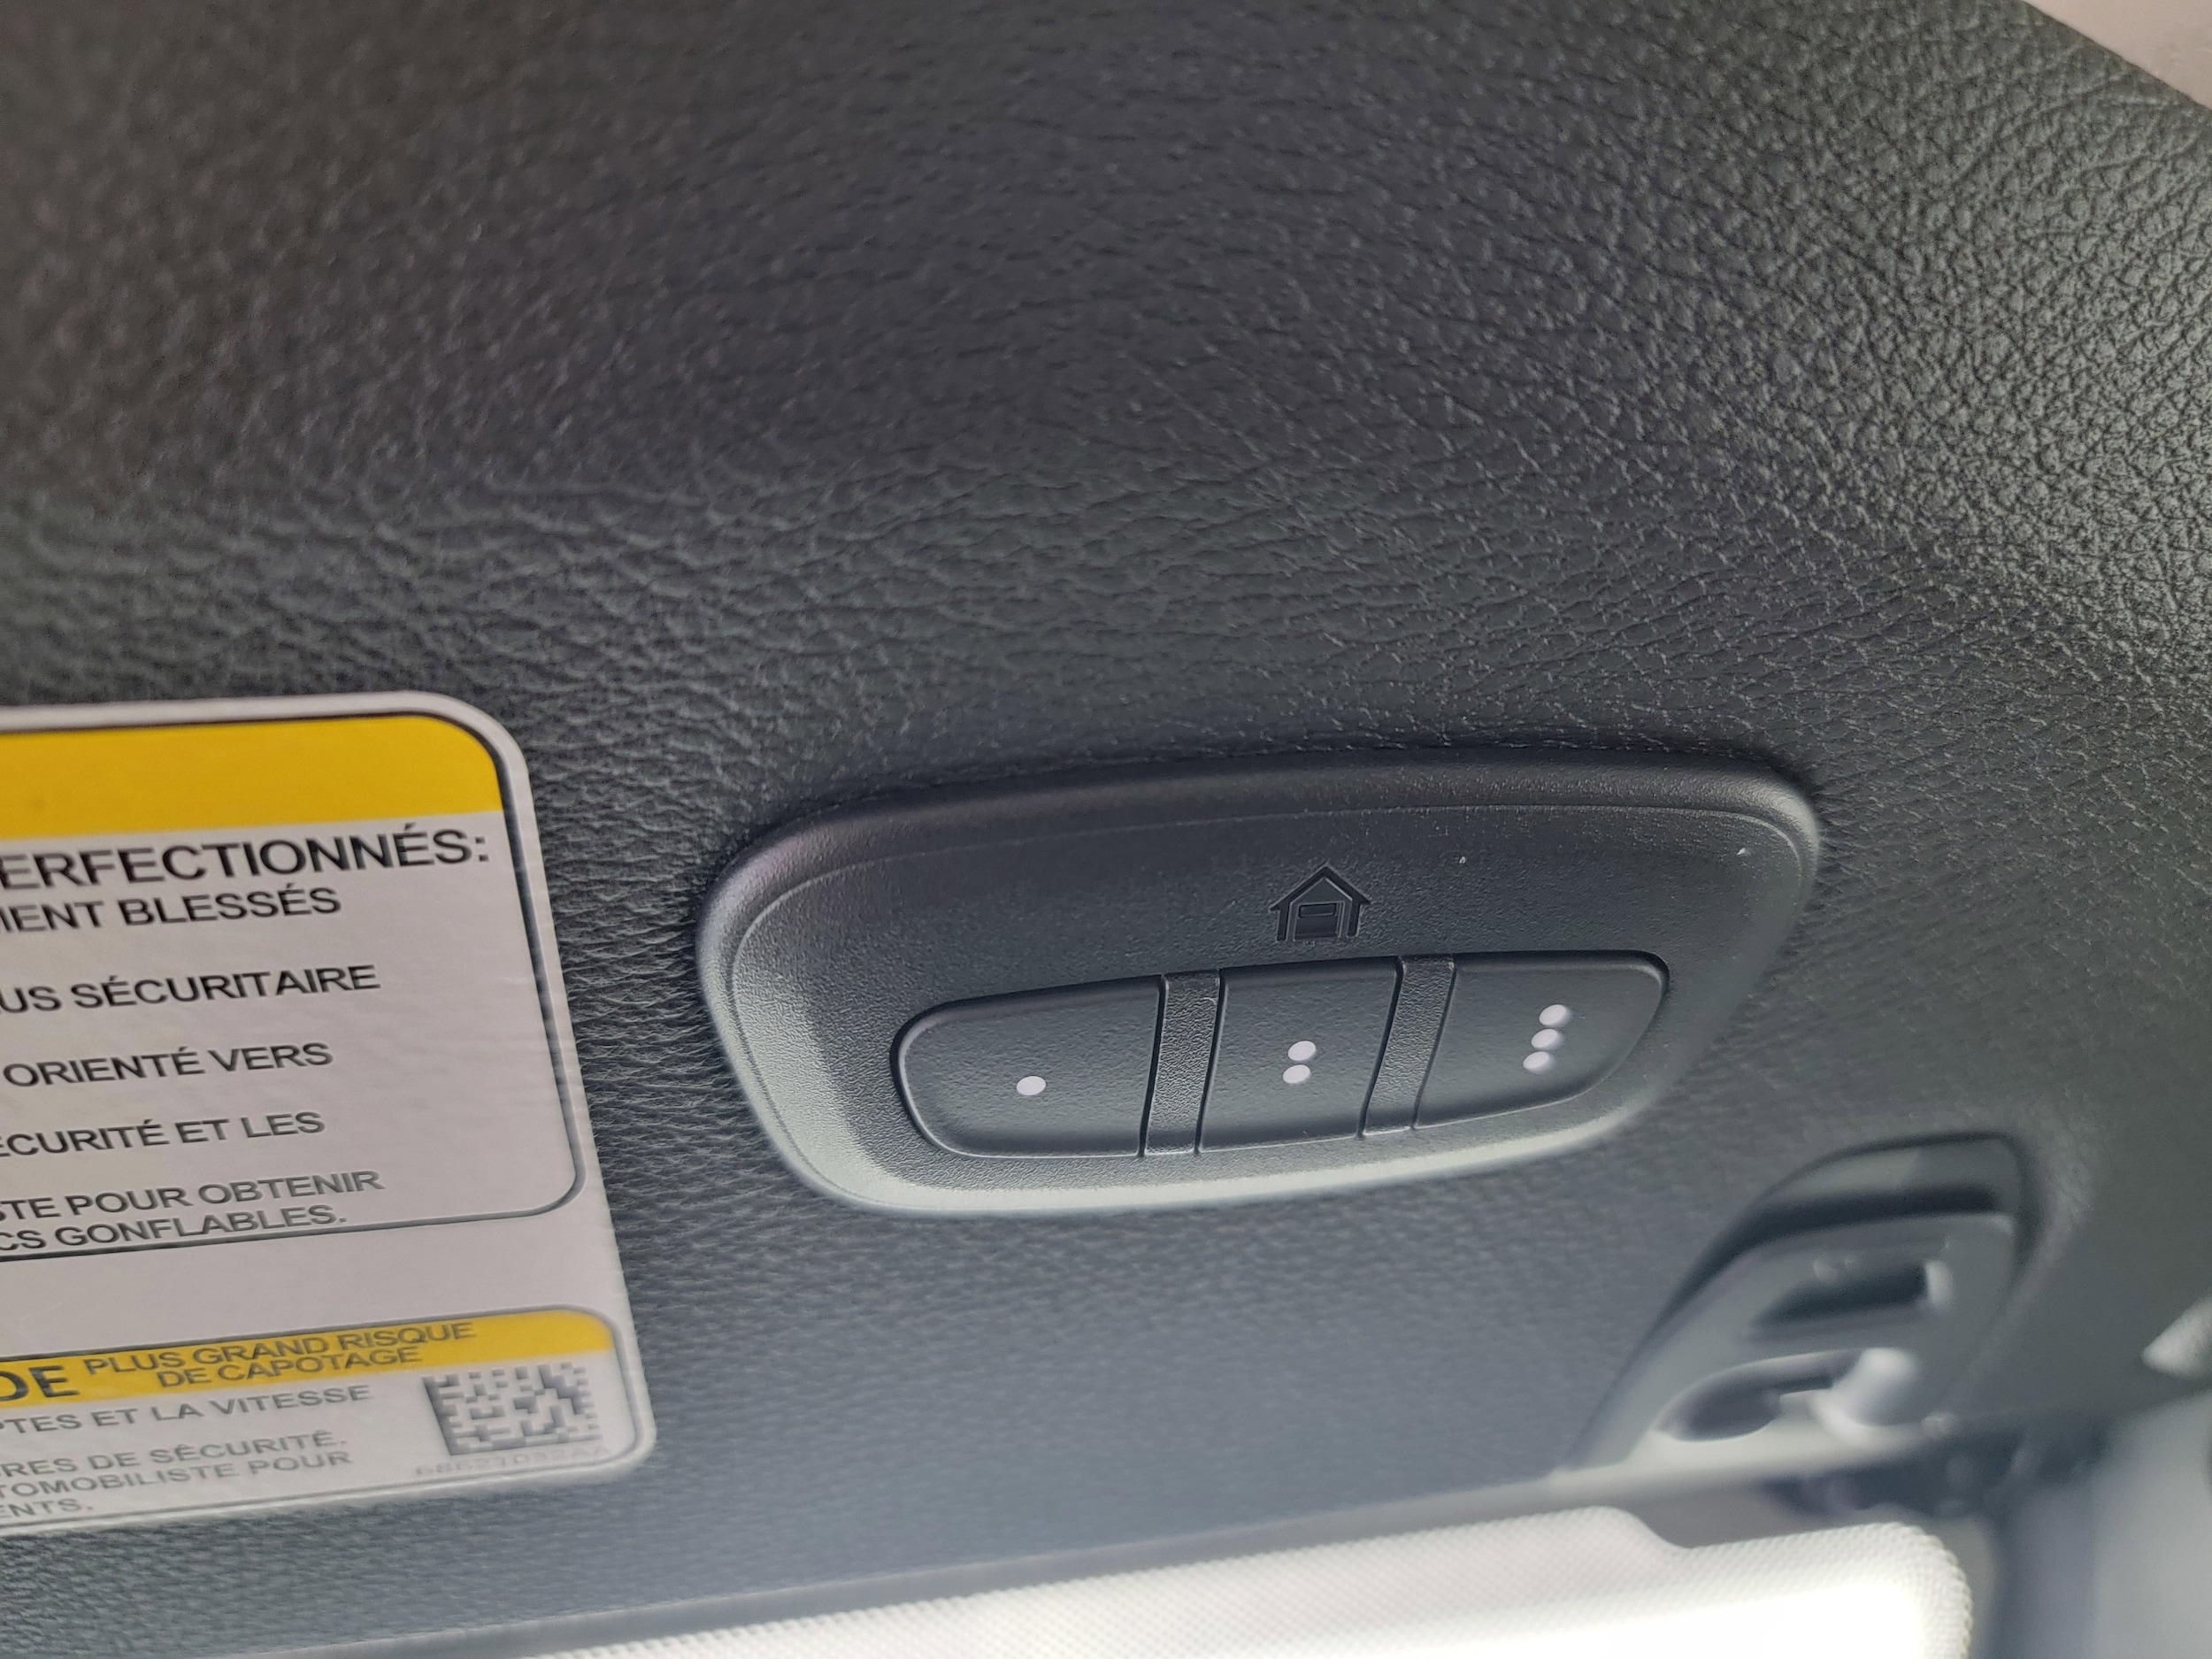 ERFECTIONNÉS:
MENT BLESSÉS
US SÉCURITAIRE
ORIENTÉ VERS
ÉCURITÉ ET LES
STE POUR OBTENIR
CS GONFLABLES.
DE PLUS GRAND RISQUE
DE CAPOTAGE
PTES ET LA VITESSE
RES DE SÉCURITÉ.
TOMOBILISTE POUR
ENTS.